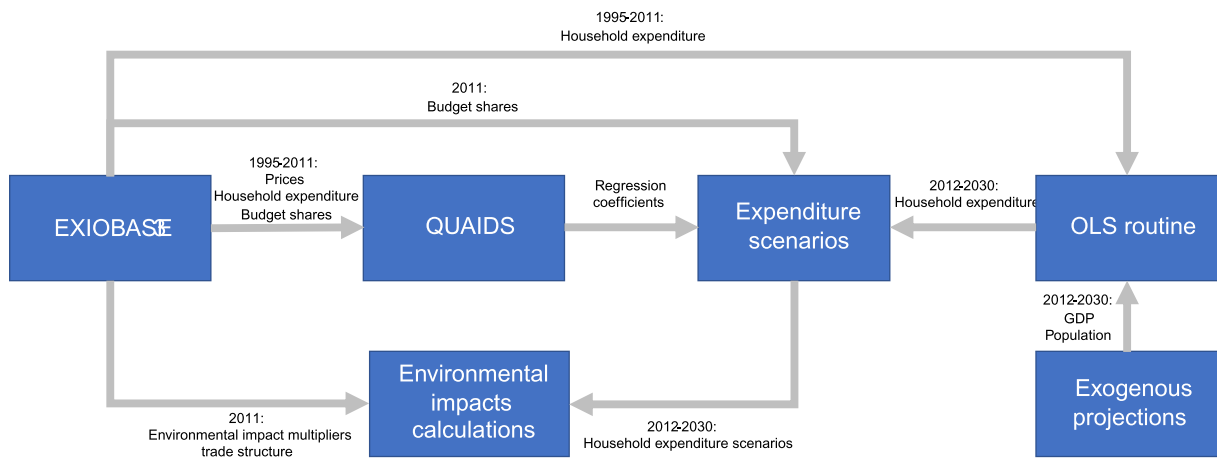 1995-2011:
Household expenditure
2011:
Budget shares
1995-2011:
Prices
Household expenditure
Budget shares
Regression
coefficients
2012-2030:
Household expenditure
EXIOBASE3
QUAIDS
Expenditure
scenarios
OLS routine
2012-2030:
GDP
Population
Environmental
impacts
calculations
Exogenous
projections
2011:
Environmental impact multipliers
trade structure
2012-2030:
Household expenditure scenarios